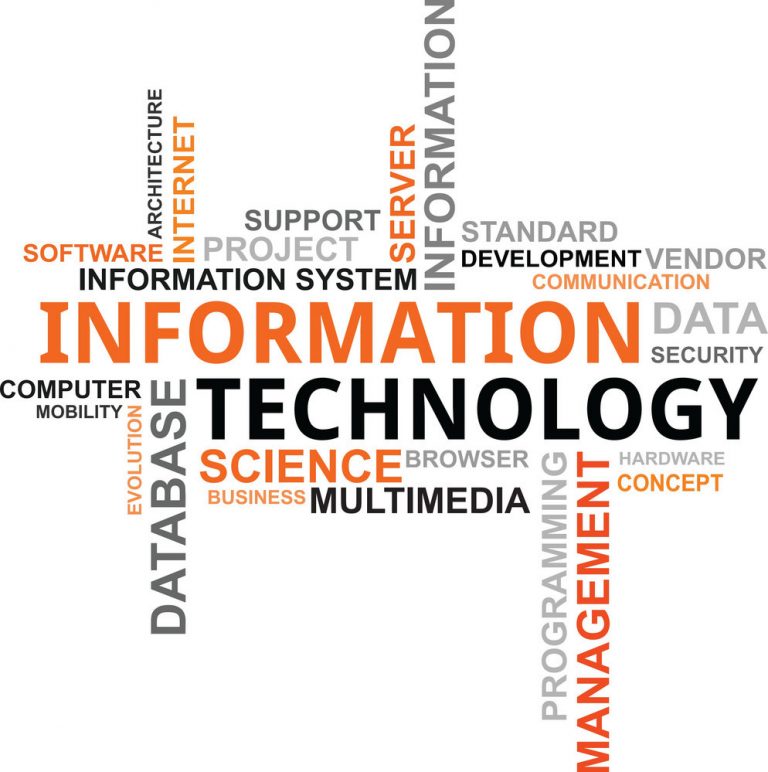 INFORMATION
ARCHITECTURE
INTERNET
SERVER
SUPPORT
STANDARD
SOFTWARE
PROJECT
DEVELOPMENT
VENDOR
INFORMATION SYSTEM
COMMUNICATION
INFORMATION
DATA
SECURITY
COMPUTER
TECHNOLOGY
MOBILITY
EVOLUTION
DATABASE
SCIENCE
BROWSER
HARDWARE
BUSINESS
MULTIMEDIA
CONCEPT
PROGRAMMING
MANAGEMENT